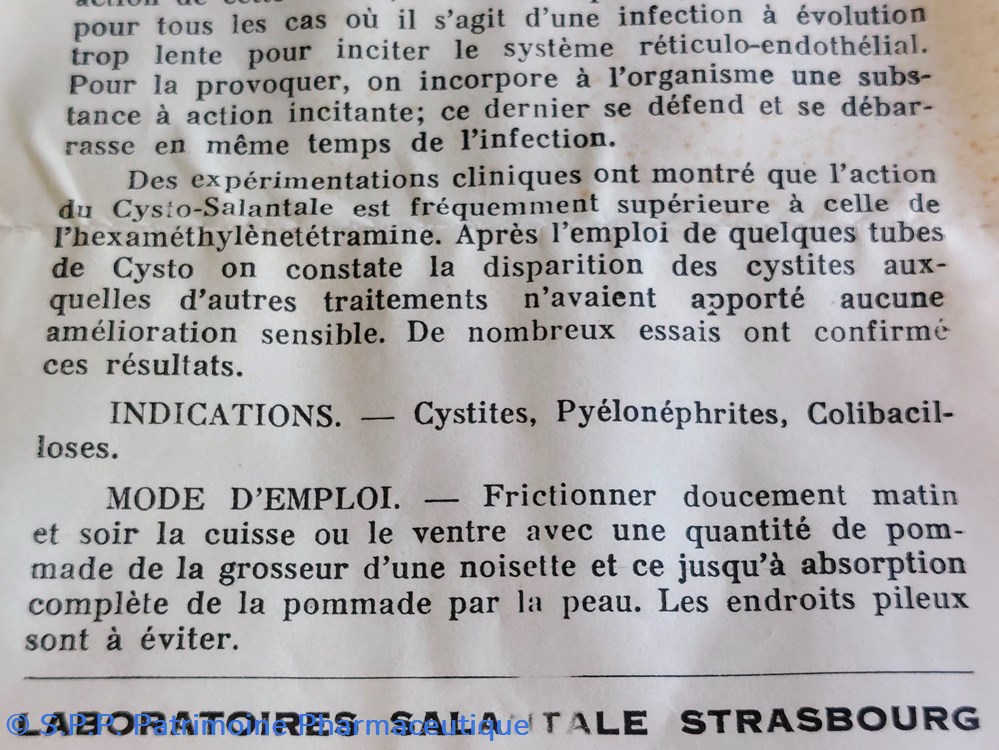 action de cette
pour tous les cas où il s'agit d'une infection à évolution
trop lente pour inciter le système réticulo-endothélial.
Pour la provoquer, on incorpore à l'organisme une subs-
tance à action incitante; ce dernier se défend et se débar-
rasse en même temps de l'infection.
Des expérimentations cliniques ont montré que l'action
du Cysto-Salantale est fréquemment supérieure à celle de
l'hexaméthylènetétramine. Après l'emploi de quelques tubes
de Cysto on constate la disparition des cystites aux-
quelles d'autres traitements n'avaient apporté aucune
amélioration sensible. De nombreux essais ont confirmé
ces résultats.
INDICATIONS. — Cystites, Pyélonéphrites, Colibacil-
loses.
MODE D'EMPLOI. — Frictionner doucement matin
et soir la cuisse ou le ventre avec une quantité de pom-
made de la grosseur d'une noisette et ce jusqu'à absorption
complète de la pommade par la peau. Les endroits pileux
sont à éviter.
LABORATOIRES SALANTALE STRASBOURG
© S.P.P. Patrimoine Pharmaceutique